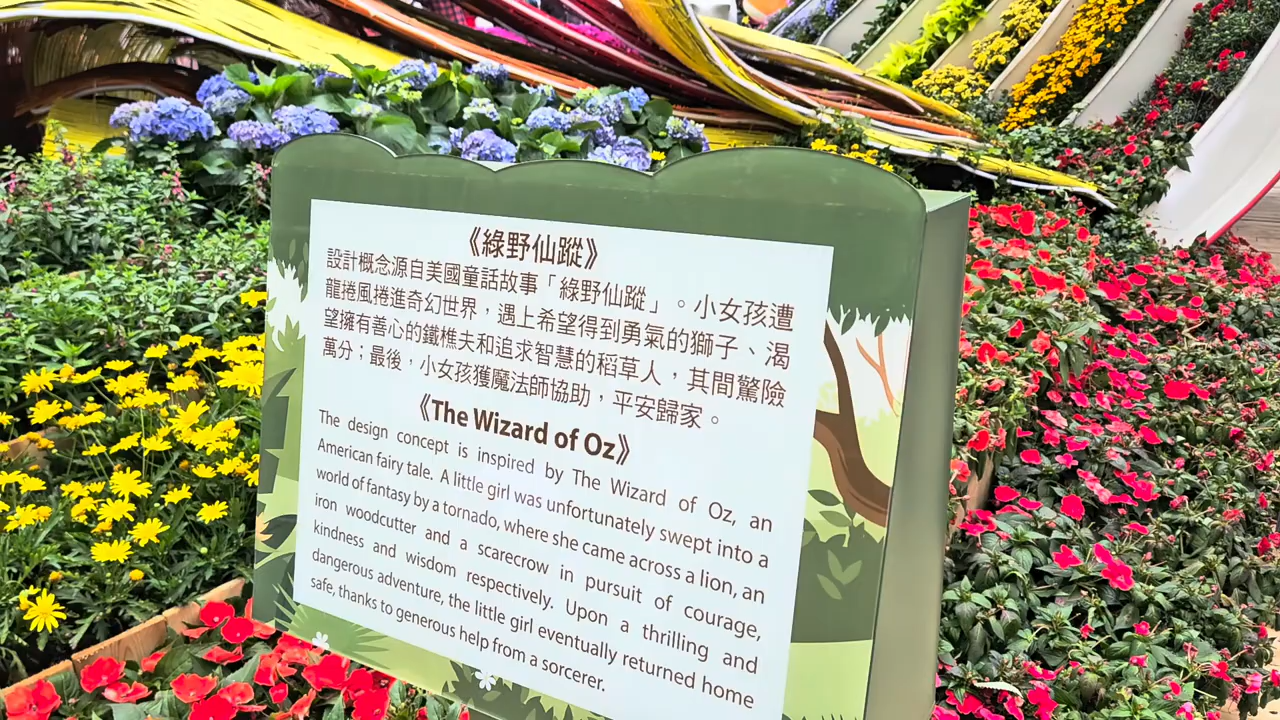 《綠野仙蹤》
設計概念源自美國童話故事「綠野仙蹤」。小女孩遭
龍捲風捲進奇幻世界，遇上希望得到勇氣的獅子、渴
望擁有善心的鐵樵夫和追求智慧的稻草人，其間驚險
萬分；最後，小女孩獲魔法師協助，平安歸家。
《The Wizard of Oz》
The design concept is inspired by The Wizard of Oz, an
American fairy tale. A little girl was unfortunately swept into a
world of fantasy by a tornado, where she came across a lion, an
iron woodcutter and a scarecrow in pursuit of courage,
kindness and wisdom respectively. Upon a thrilling and
dangerous adventure, the little girl eventually returned home
safe, thanks to generous help from a sorcerer.